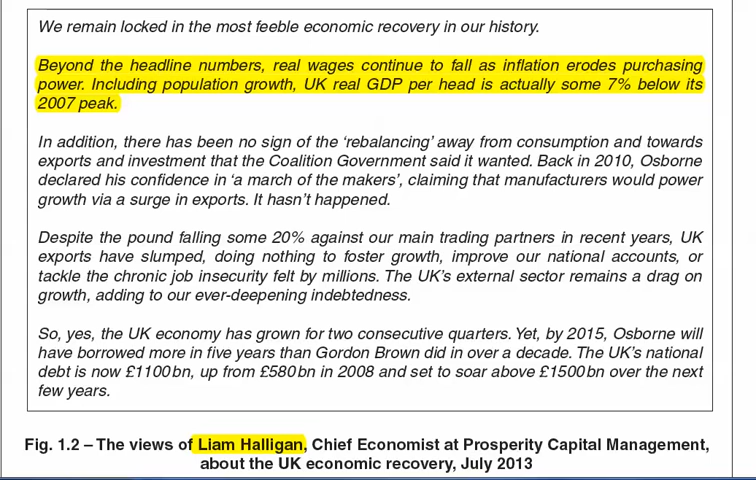 We remain locked in the most feeble economic recovery in our history.
Beyond the headline numbers, real wages continue to fall as inflation erodes purchasing
power. Including population growth, UK real GDP per head is actually some 7% below its
2007 peak.
In addition, there has been no sign of the ‘rebalancing’ away from consumption and towards
exports and investment that the Coalition Government said it wanted. Back in 2010, Osborne
declared his confidence in ‘a march of the makers’, claiming that manufacturers would power
growth via a surge in exports. It hasn’t happened.
Despite the pound falling some 20% against our main trading partners in recent years, UK
exports have slumped, doing nothing to foster growth, improve our national accounts, or
tackle the chronic job insecurity felt by millions. The UK’s external sector remains a drag on
growth, adding to our ever-deepening indebtedness.
So, yes, the UK economy has grown for two consecutive quarters. Yet, by 2015, Osborne will
have borrowed more in five years than Gordon Brown did in over a decade. The UK’s national
debt is now £1100bn, up from £580bn in 2008 and set to soar above £1500bn over the next
few years.
Fig. 1.2 – The views of Liam Halligan, Chief Economist at Prosperity Capital Management,
about the UK economic recovery, July 2013